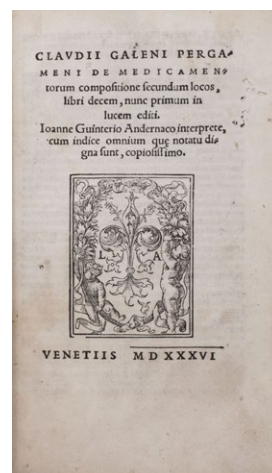 CLAVDII GALENI PERGA-
MENI DE MEDICAMEN-
torum compoſitione ſecundum locos,
libri decem, nunc primum in
lucem editi.
Ioanne Guinterio Andernaco interprete,
cum indice omnium quę notatu di-
gna ſunt, copioſiſſimo.
L A
VENETIIS M D XXXVI